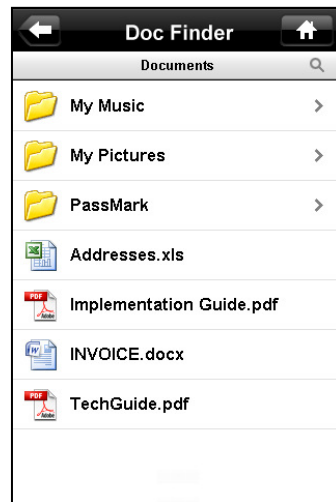 Doc Finder
Documents
My Music
My Pictures
PassMark
Addresses.xls
Implementation Guide.pdf
INVOICE.docx
TechGuide.pdf